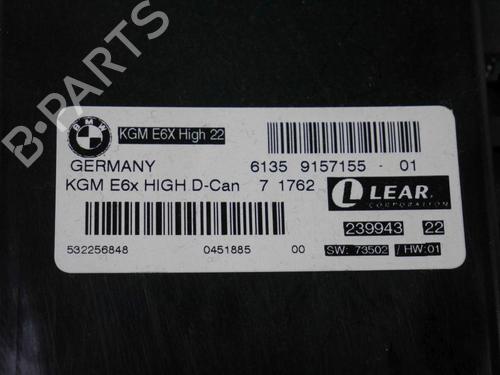 B-PARTS
BMW
KGM E6X High 22
GERMANY 6135 9157155 - 01
KGM E6x HIGH D-Can 7 1762
L LEAR.
CORPORATION
239943 22
532256848 0451885 00 SW: 73502 / HW:01